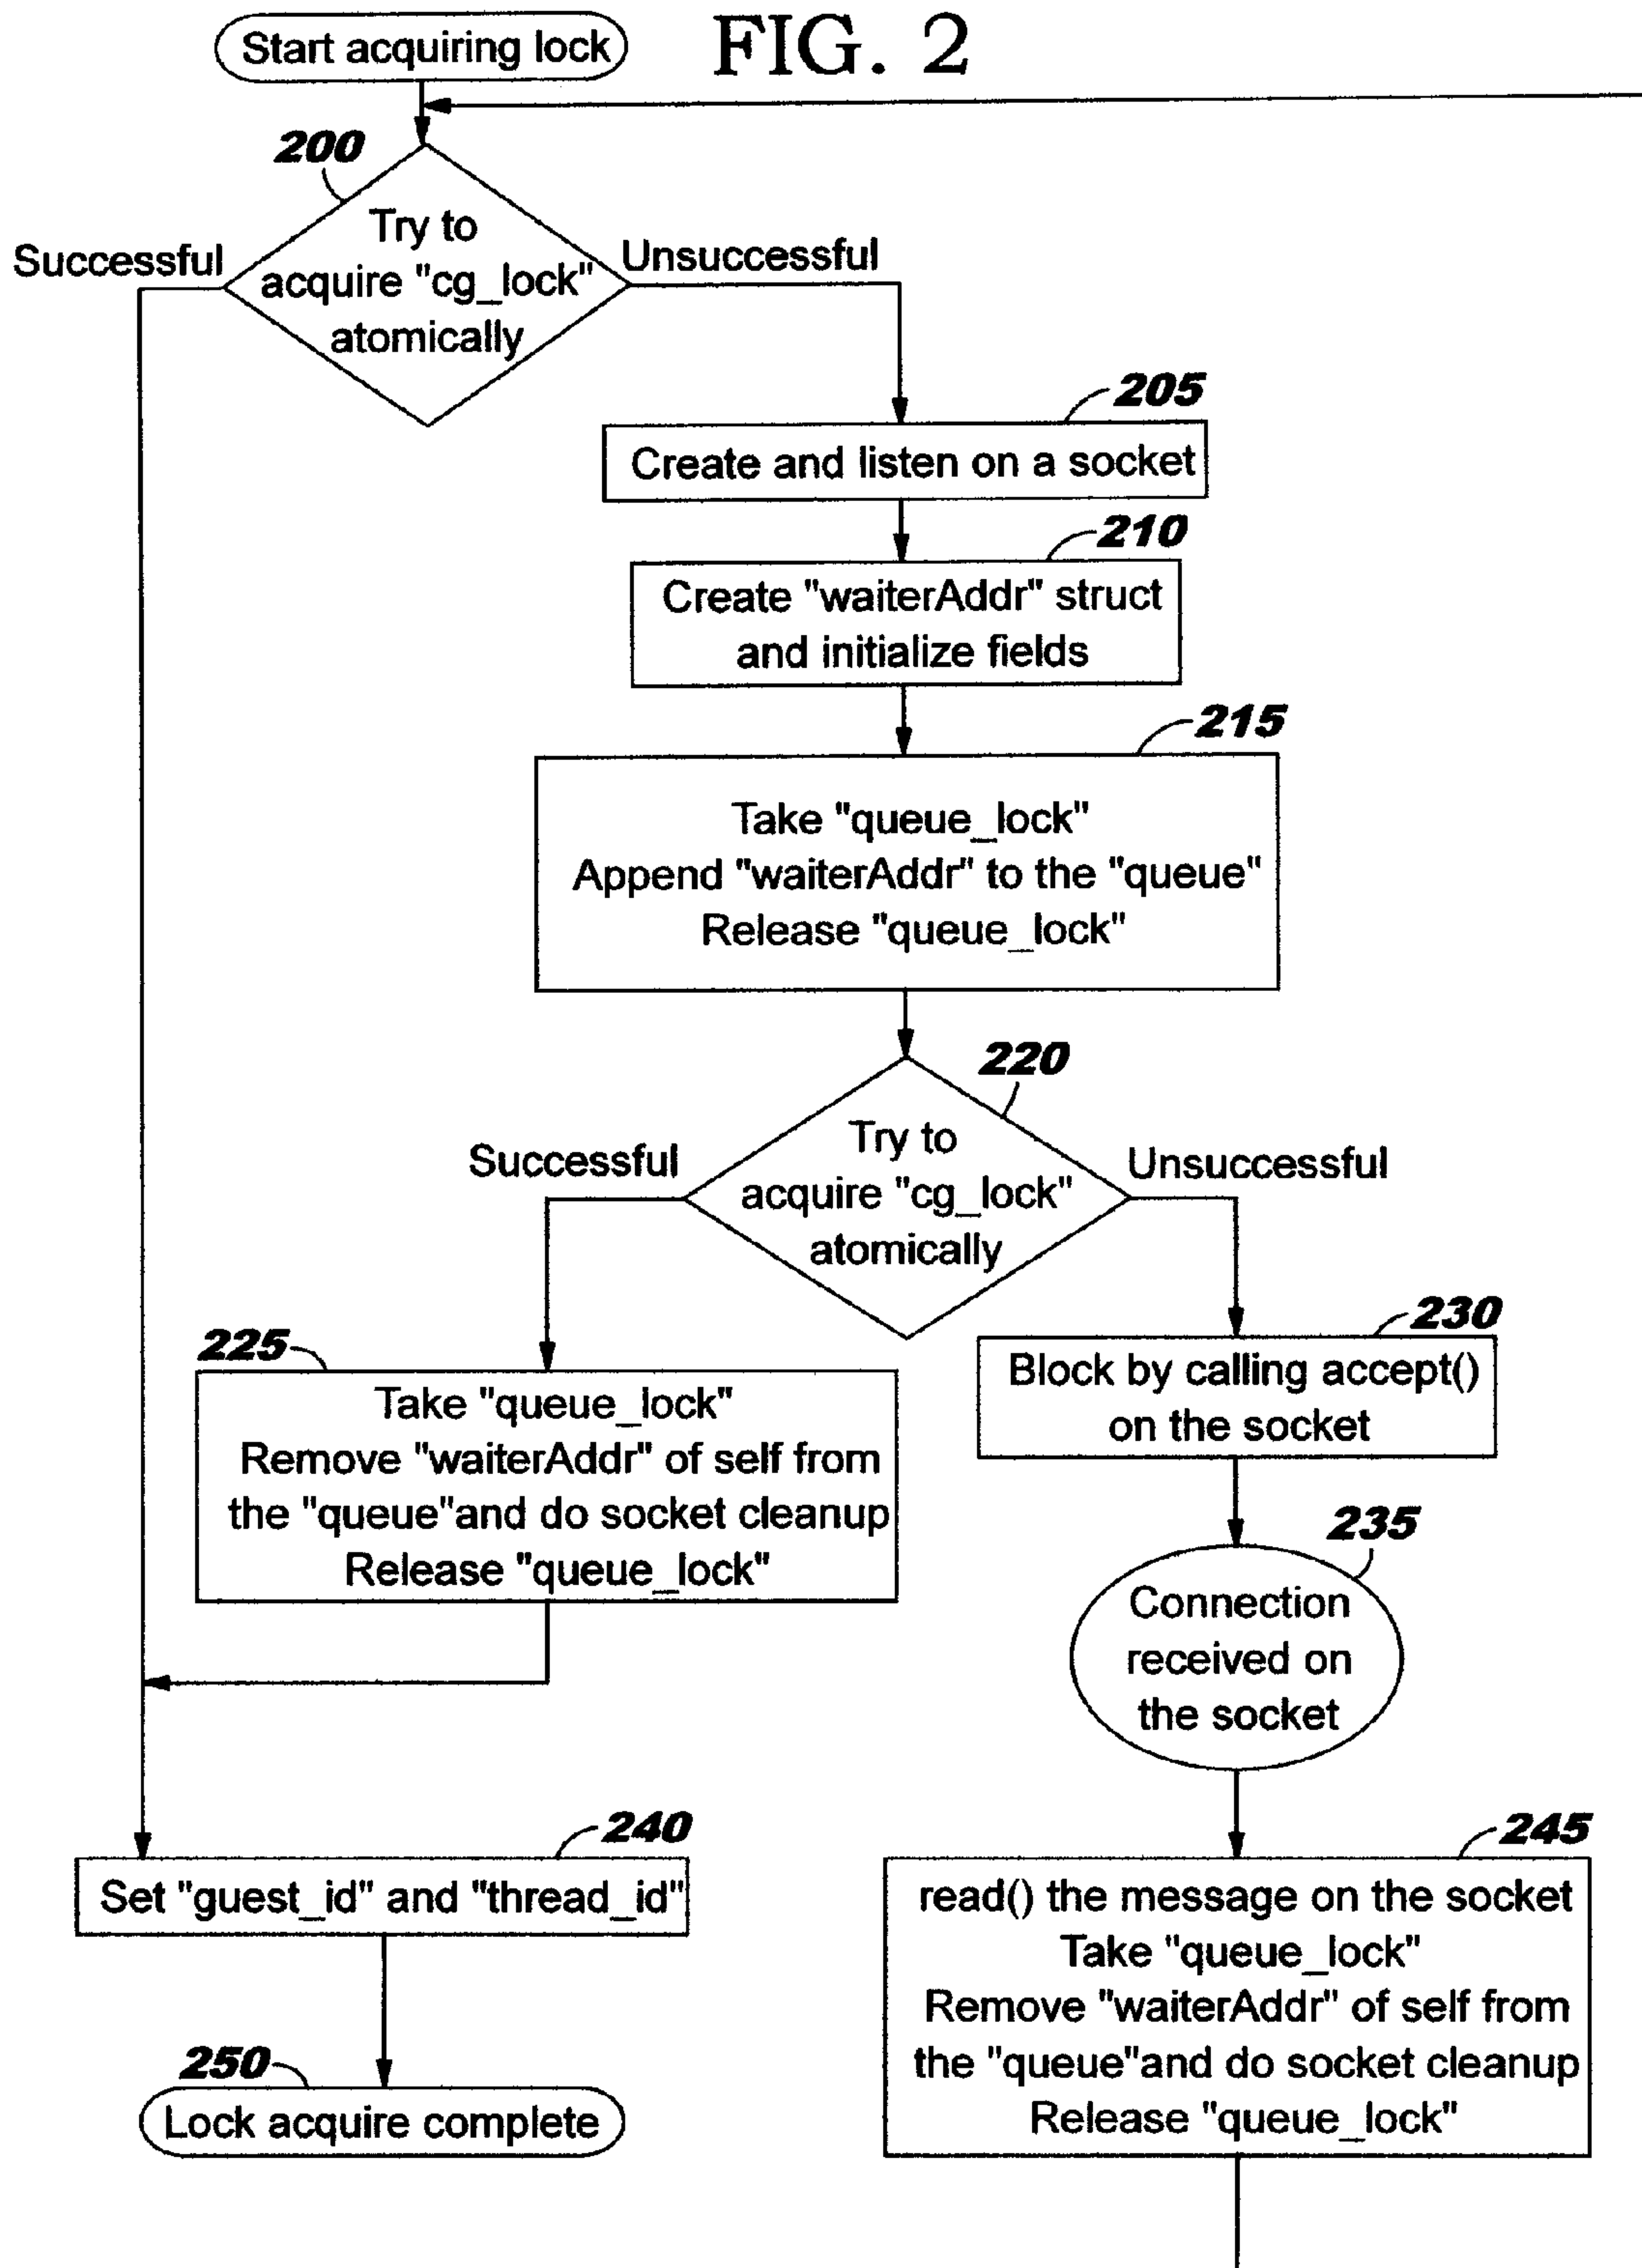 Start acquiring lock
FIG. 2
200
Try to
acquire "cg_lock"
atomically
Successful
Unsuccessful
205
Create and listen on a socket
210
Create "waiterAddr" struct
and initialize fields
215
Take "queue_lock"
Append "waiterAddr" to the "queue"
Release "queue_lock"
220
Try to
acquire "cg_lock"
atomically
Successful
Unsuccessful
225
Take "queue_lock"
Remove "waiterAddr" of self from
the "queue"and do socket cleanup
Release "queue_lock"
230
Block by calling accept()
on the socket
235
Connection
received on
the socket
240
Set "guest_id" and "thread_id"
245
read() the message on the socket
Take "queue_lock"
Remove "waiterAddr" of self from
the "queue"and do socket cleanup
Release "queue_lock"
250
Lock acquire complete